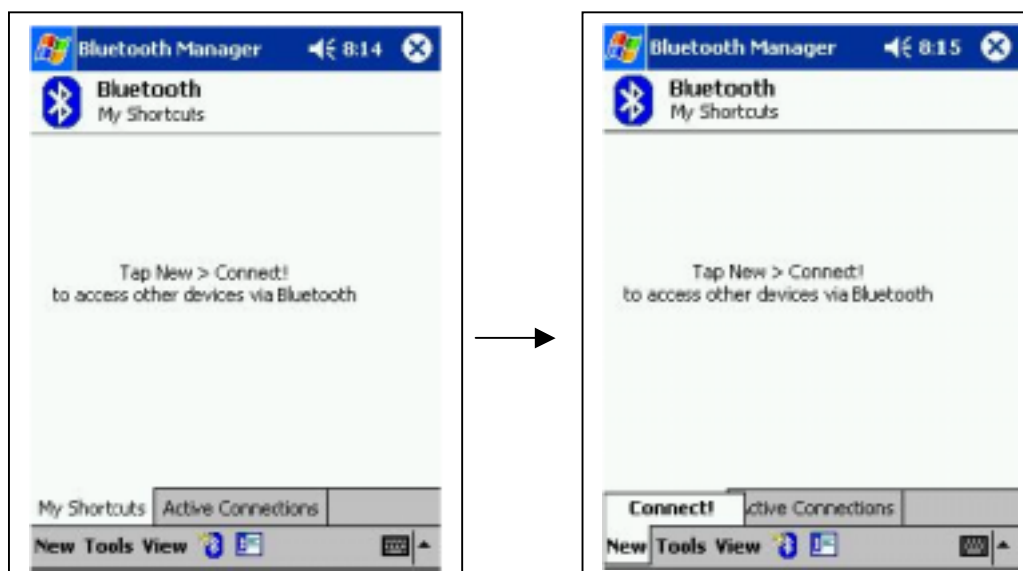 Bluetooth Manager 8:14
Bluetooth
My Shortcuts
Tap New > Connect!
to access other devices via Bluetooth
My Shortcuts Active Connections
New Tools View
Bluetooth Manager 8:15
Bluetooth
My Shortcuts
Tap New > Connect!
to access other devices via Bluetooth
Connect! ctive Connections
New Tools View